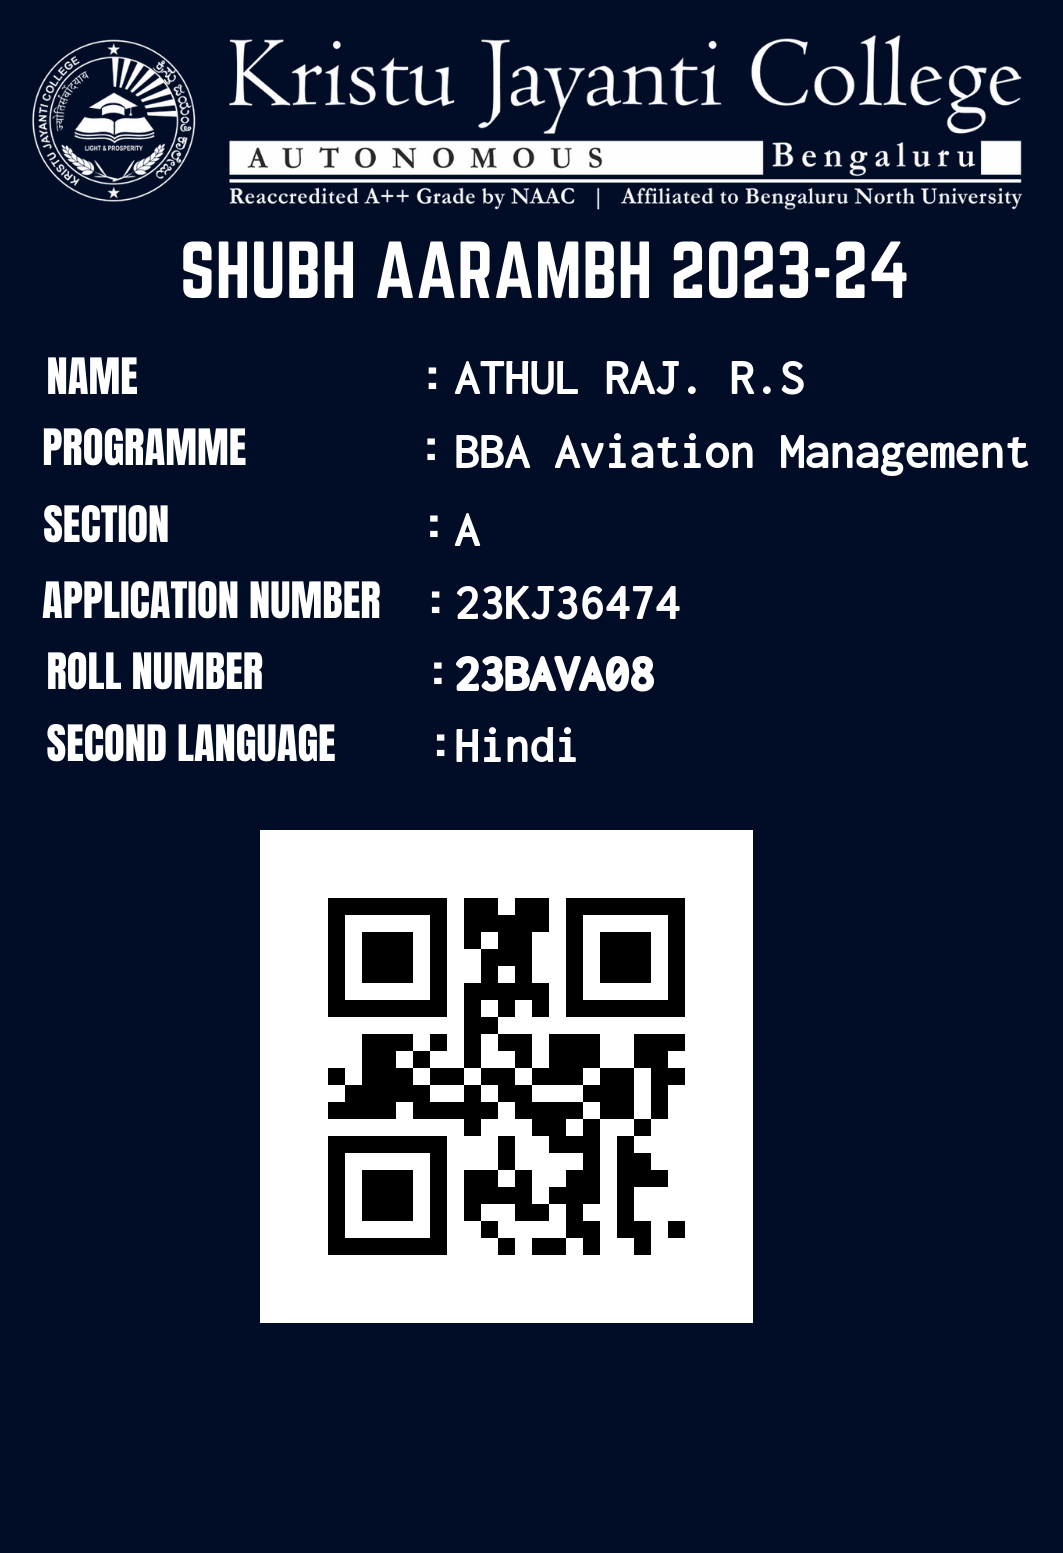 KRISTU JAYANTI COLLEGE
ಕ್ರಿಸ್ತು ಜಯಂತಿ ಕಾಲೇಜು
LIGHT & PROSPERITY
Kristu Jayanti College
AUTONOMOUS Bengaluru
Reaccredited A++ Grade by NAAC | Affiliated to Bengaluru North University
SHUBH AARAMBH 2023-24
NAME : ATHUL RAJ. R.S
PROGRAMME : BBA Aviation Management
SECTION : A
APPLICATION NUMBER : 23KJ36474
ROLL NUMBER : 23BAVA08
SECOND LANGUAGE :Hindi